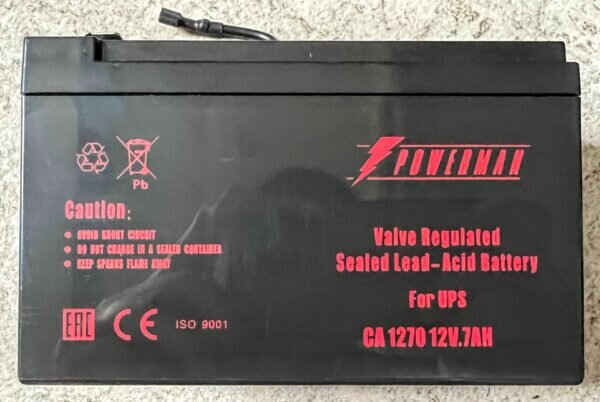 Pb
POWERMAN
Caution:
AVOID SHORT CIRCUIT
DO NOT CHARGE IN A SEALED CONTAINER
KEEP SPARKS FLAME AWAY
Valve Regulated
Sealed Lead-Acid Battery
For UPS
EAC CE ISO 9001
CA 1270 12V.7AH